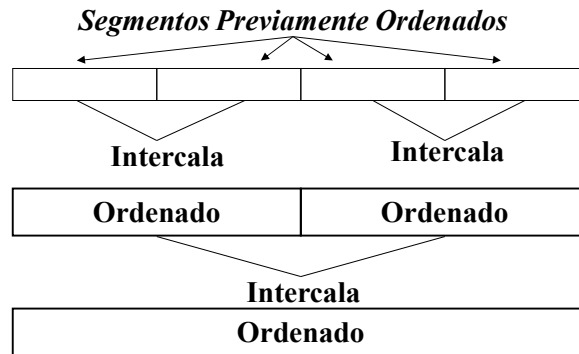 Segmentos Previamente Ordenados
Intercala
Intercala
Ordenado
Ordenado
Intercala
Ordenado